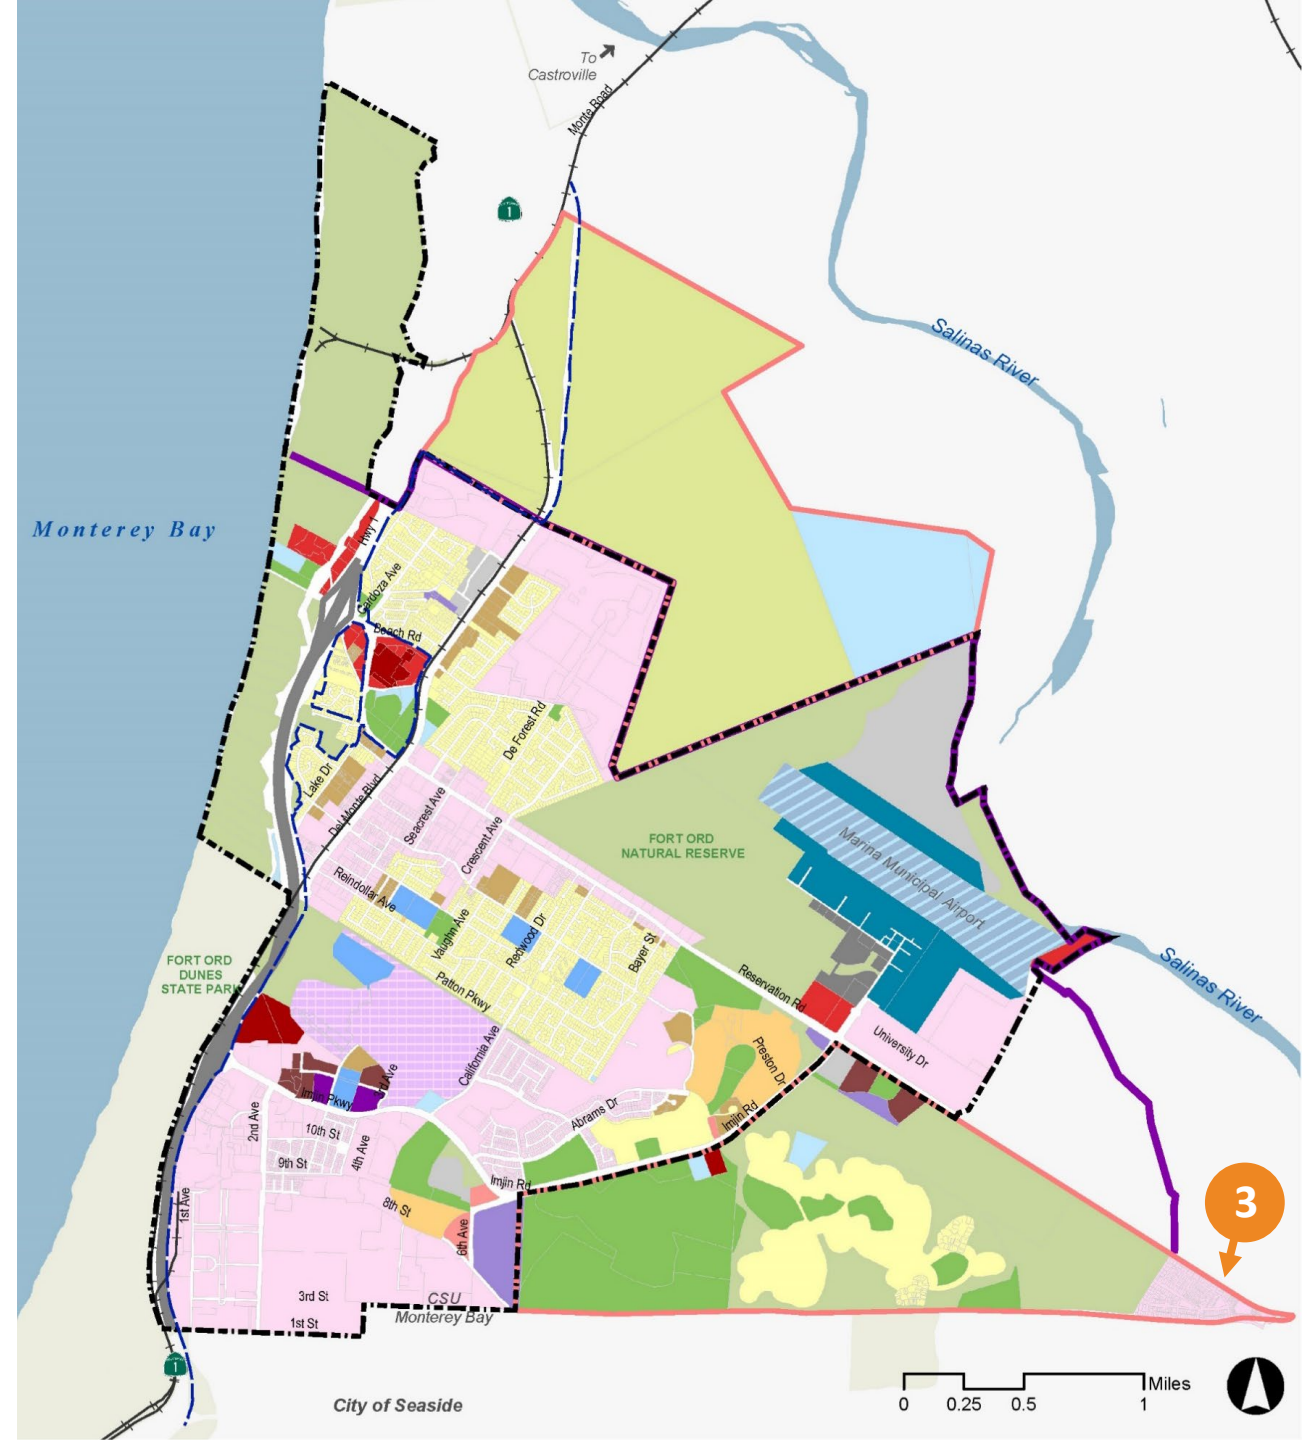 To
Castroville
Monte Road
1
Salinas River
Monterey Bay
Hwy 1
Cardoza Ave
Beach Rd
De Forest Rd
Lake Dr
Del Monte Blvd
Seacrest Ave
Crescent Ave
FORT ORD
NATURAL RESERVE
Marina Municipal Airport
Reindollar Ave
Vaughn Ave
Redwood Dr
Bayer St
Salinas River
FORT ORD
DUNES
STATE PARK
Patton Pkwy
Reservation Rd
California Ave
Preston Dr
University Dr
3rd Ave
Imjin Pkwy
Abrams Dr
Imjin Rd
2nd Ave
10th St
4th Ave
9th St
Imjin Rd
1st Ave
8th St
6th Ave
3
3rd St
CSU
Monterey Bay
1st St
1
City of Seaside
Miles
0 0.25 0.5 1